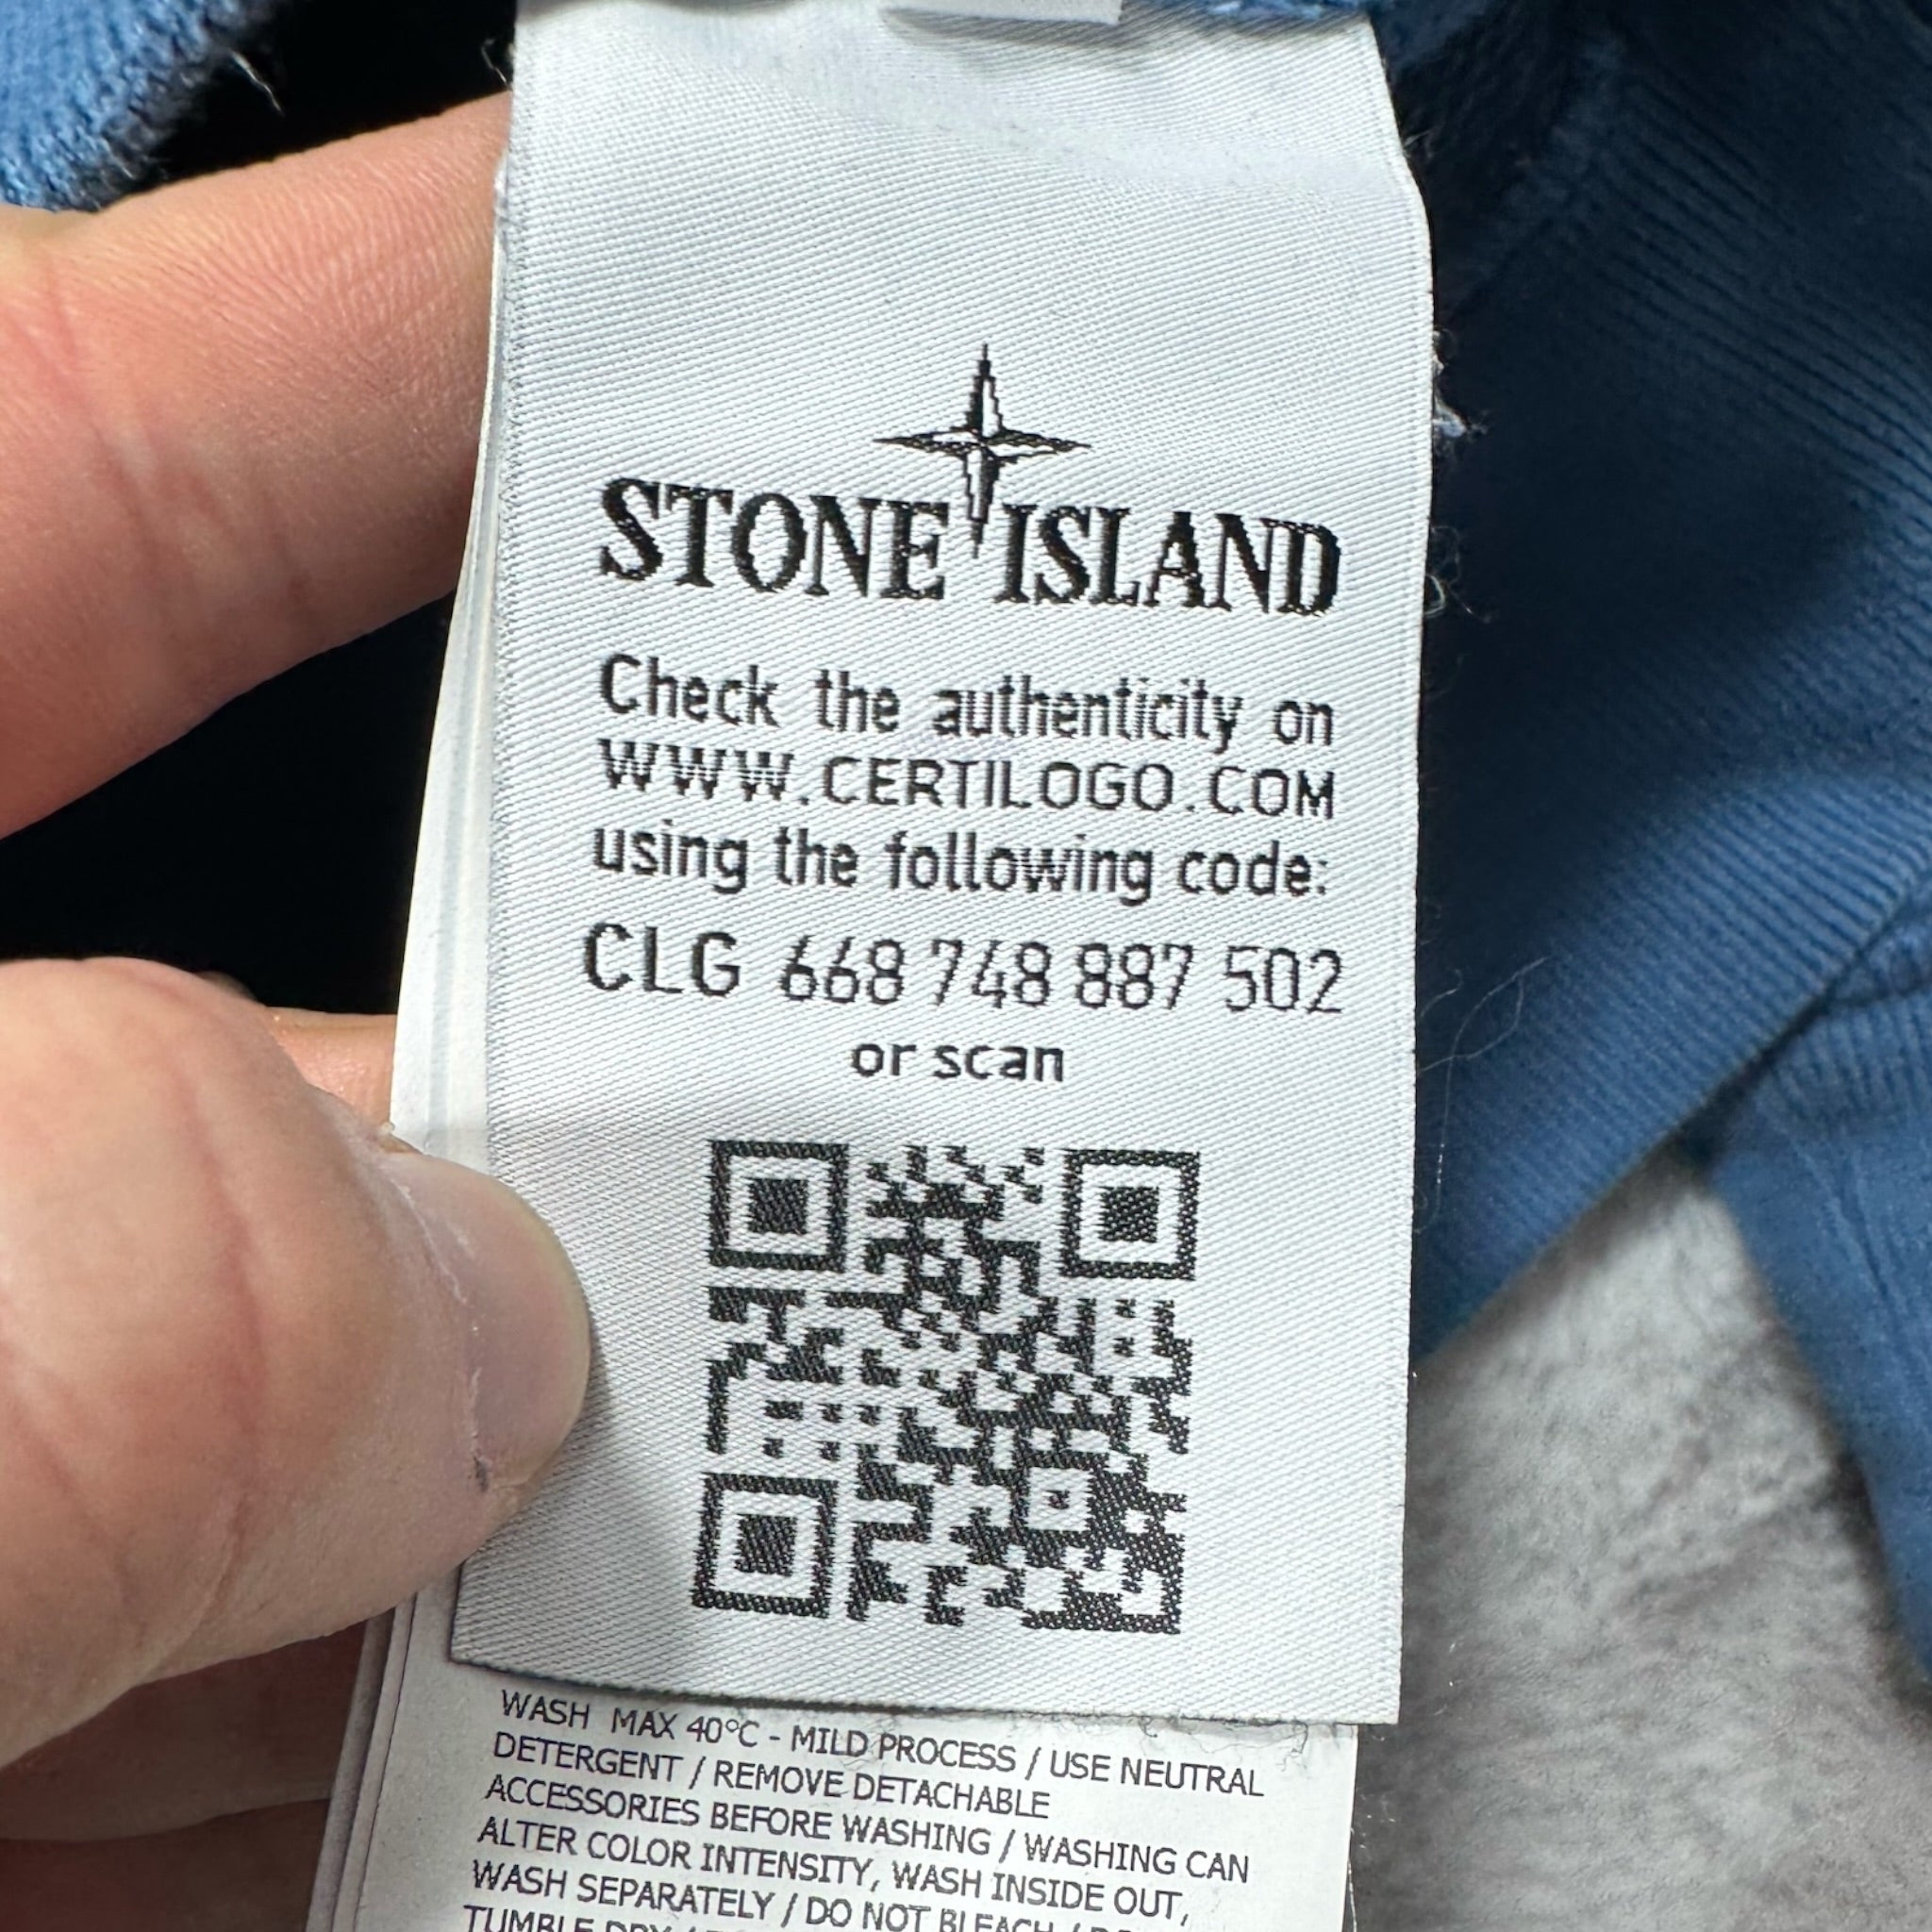 STONE ISLAND
Check the authenticity on
WWW.CERTILOGO.COM
using the following code:
CLG 668 748 887 502
or scan
WASH MAX 40°C - MILD PROCESS / USE NEUTRAL
DETERGENT / REMOVE DETACHABLE
ACCESSORIES BEFORE WASHING / WASHING CAN
ALTER COLOR INTENSITY, WASH INSIDE OUT,
WASH SEPARATELY / DO NOT BLEACH /
TUMBLE DRY /